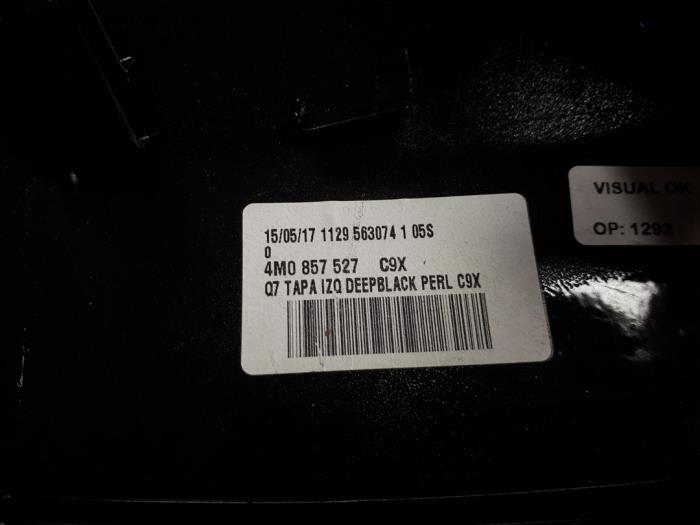 15/05/17 1129 563074 1 05S
0
4M0 857 527 C9X
Q7 TAPA IZQ DEEPBLACK PERL C9X
VISUAL OK
OP: 1292